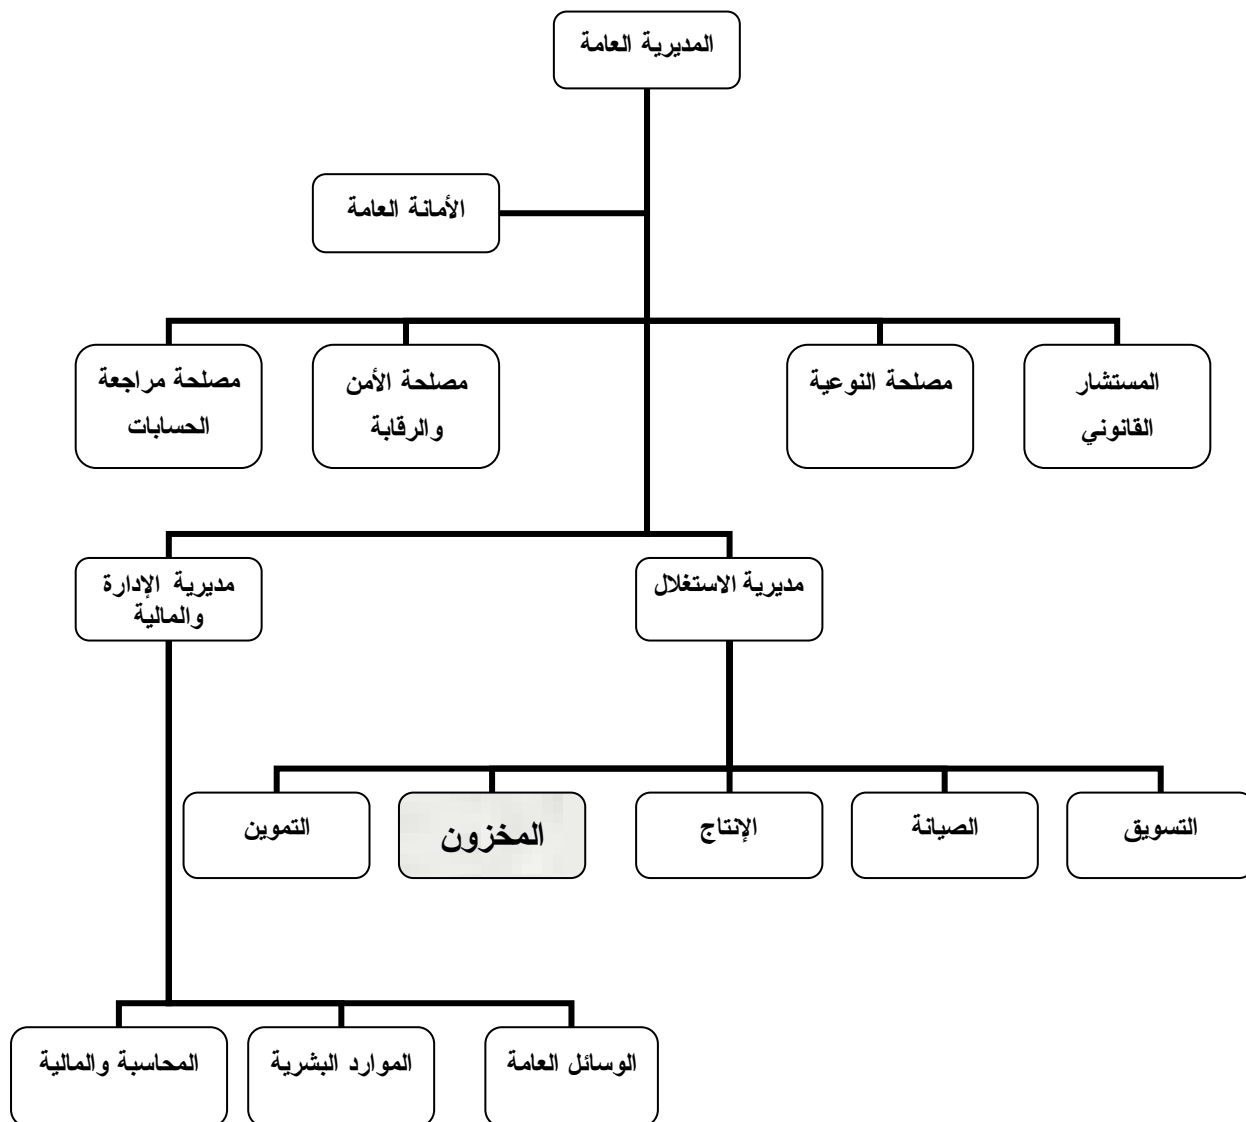 المديرية العامة
الأمانة العامة
المستشار
القانوني
مصلحة النوعية
مصلحة الأمن
والرقابة
مصلحة مراجعة
الحسابات
مديرية الاستغلال
مديرية الإدارة
والمالية
التسويق
الصيانة
الإنتاج
المخزون
التموين
الوسائل العامة
الموارد البشرية
المحاسبة والمالية